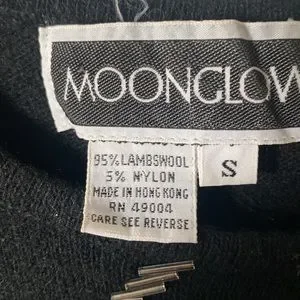 MOONGLOW
95% LAMBSWOOL
5% NYLON
MADE IN HONG KONG
RN 49004
CARE SEE REVERSE
S